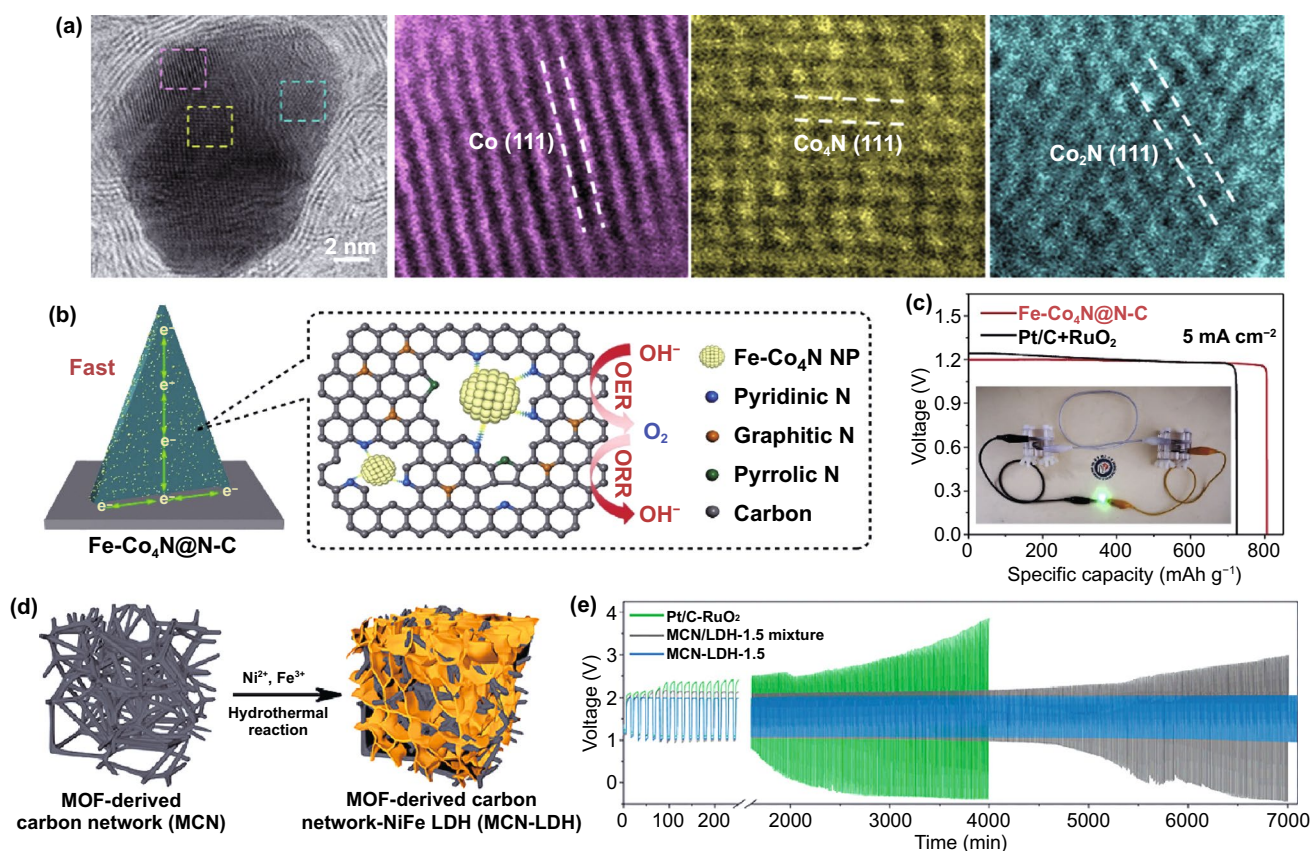 (a)
2 nm
Co (111)
Co₄N (111)
Co₂N (111)
(b)
Fast
e⁻
e⁻
e⁻
e⁻
e⁻
e⁻
Fe-Co₄N@N-C
OH⁻
OER
O₂
ORR
OH⁻
Fe-Co₄N NP
Pyridinic N
Graphitic N
Pyrrolic N
Carbon
(c)
Fe-Co₄N@N-C
Pt/C+RuO₂
5 mA cm⁻²
Voltage (V)
1.5
1.2
0.9
0.6
0.3
0.0
0 200 400 600 800
Specific capacity (mAh g⁻¹)
(d)
Ni²⁺, Fe³⁺
Hydrothermal
reaction
MOF-derived
carbon network (MCN)
MOF-derived carbon
network-NiFe LDH (MCN-LDH)
(e)
Pt/C-RuO₂
MCN/LDH-1.5 mixture
MCN-LDH-1.5
Voltage (V)
4
3
2
1
0
0 50 100 150 200 2000 3000 4000 5000 6000 7000
Time (min)